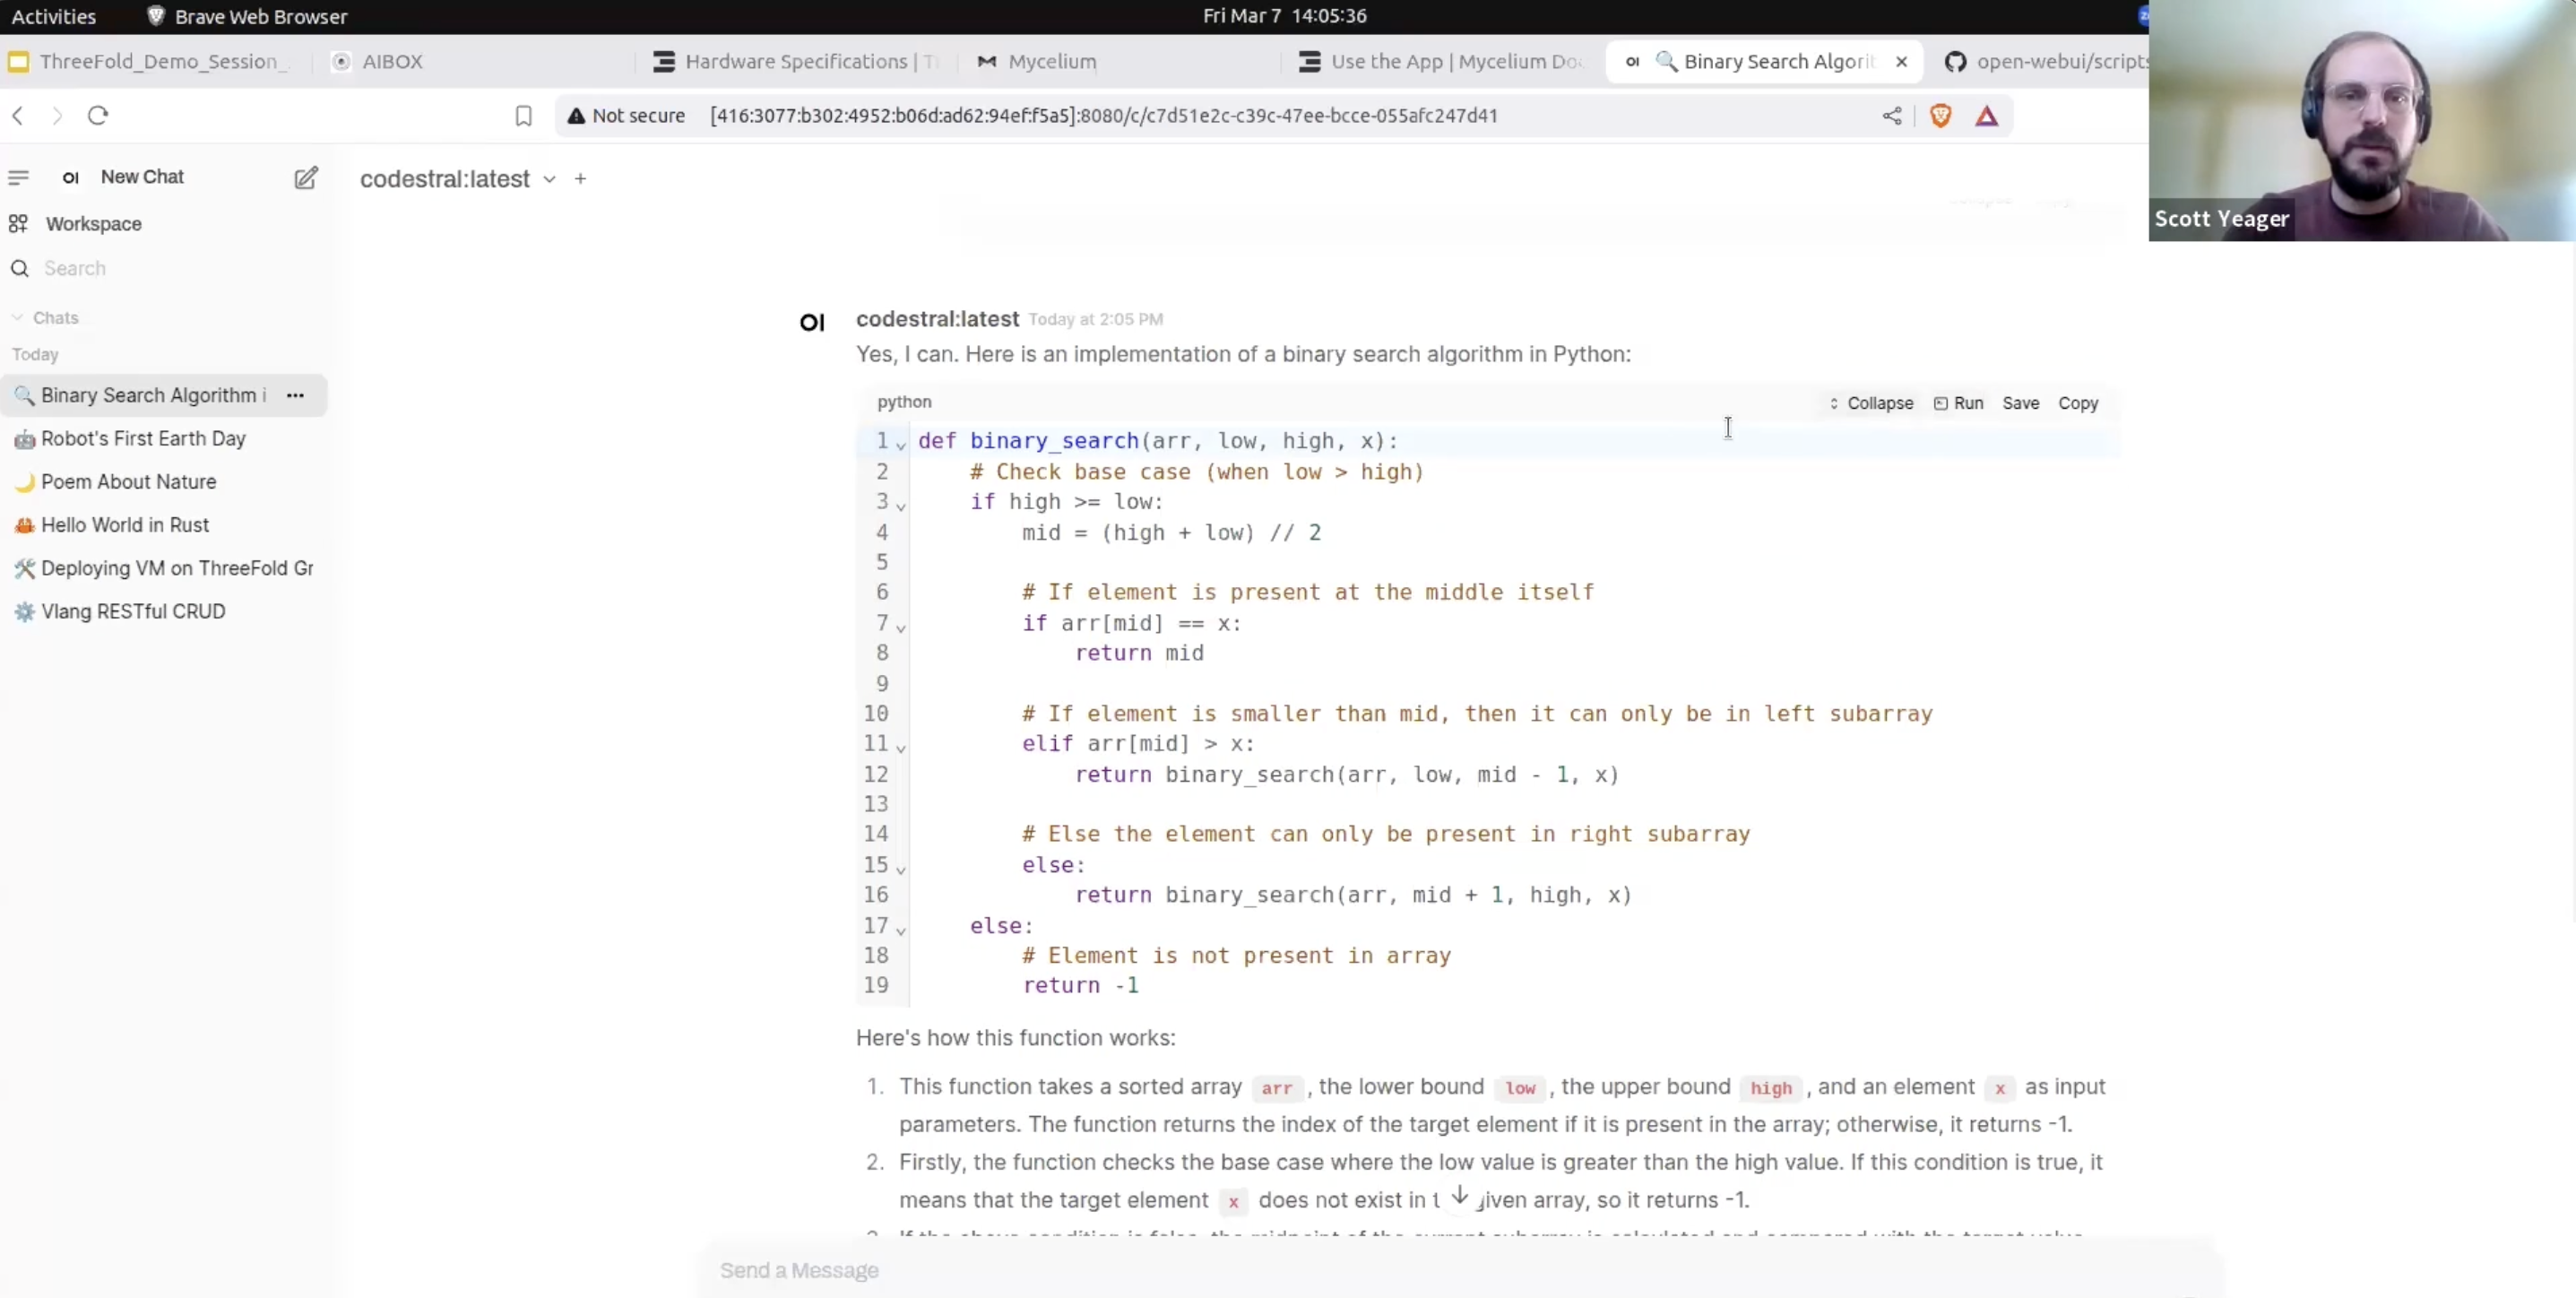 Activities
Brave Web Browser
Fri Mar 7 14:05:36
ThreeFold_Demo_Session_
AIBOX
Hardware Specifications | T
Mycelium
Use the App | Mycelium Do
OI
Binary Search Algorit
open-webui/scripts
Not secure
[416:3077:b302:4952:b06d:ad62:94ef:f5a5]:8080/c/c7d51e2c-c39c-47ee-bcce-055afc247d41
Scott Yeager
OI New Chat
Workspace
Search
Chats
Today
Binary Search Algorithm i
Robot's First Earth Day
Poem About Nature
Hello World in Rust
Deploying VM on ThreeFold Gr
Vlang RESTful CRUD
codestral:latest
OI
codestral:latest Today at 2:05 PM
Yes, I can. Here is an implementation of a binary search algorithm in Python:
python
Collapse Run Save Copy
1 def binary_search(arr, low, high, x):
2 # Check base case (when low > high)
3 if high >= low:
4 mid = (high + low) // 2
5
6 # If element is present at the middle itself
7 if arr[mid] == x:
8 return mid
9
10 # If element is smaller than mid, then it can only be in left subarray
11 elif arr[mid] > x:
12 return binary_search(arr, low, mid - 1, x)
13
14 # Else the element can only be present in right subarray
15 else:
16 return binary_search(arr, mid + 1, high, x)
17 else:
18 # Element is not present in array
19 return -1
Here's how this function works:
1. This function takes a sorted array arr , the lower bound low , the upper bound high , and an element x as input
parameters. The function returns the index of the target element if it is present in the array; otherwise, it returns -1.
2. Firstly, the function checks the base case where the low value is greater than the high value. If this condition is true, it
means that the target element x does not exist in t iven array, so it returns -1.
Send a Message